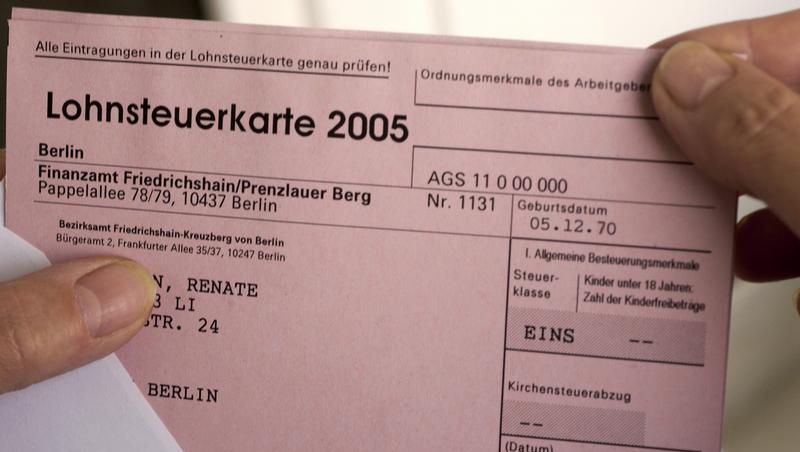 Alle Eintragungen in der Lohnsteuerkarte genau prüfen!
Ordnungsmerkmale des Arbeitgeber
Lohnsteuerkarte 2005
Berlin
Finanzamt Friedrichshain/Prenzlauer Berg
Pappelallee 78/79, 10437 Berlin
AGS 11 0 00 000
Nr. 1131
Geburtsdatum
05.12.70
Bezirksamt Friedrichshain-Kreuzberg von Berlin
Bürgeramt 2, Frankfurter Allee 35/37, 10247 Berlin
N, RENATE
3 LI
STR. 24
BERLIN
I. Allgemeine Besteuerungsmerkmale
Steuer-
klasse
Kinder unter 18 Jahren:
Zahl der Kinderfreibeträge
EINS --
Kirchensteuerabzug
--
(Datum)